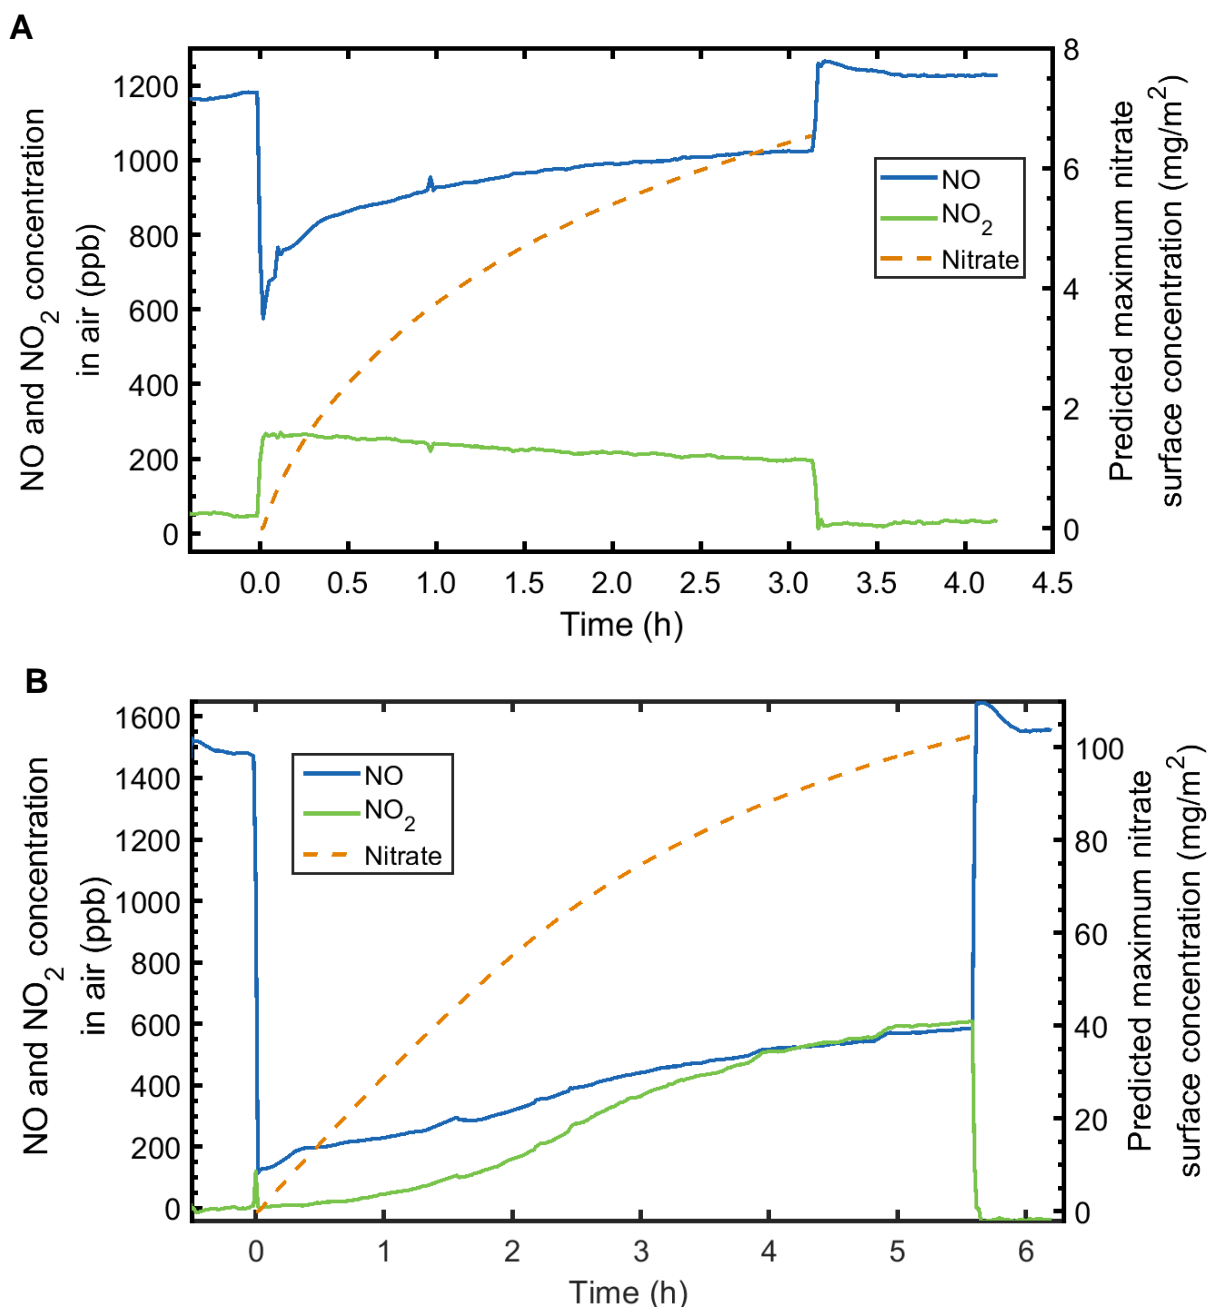 A
NO and NO2 concentration
in air (ppb)
1200
1000
800
600
400
200
0
8
6
4
2
0
Predicted maximum nitrate
surface concentration (mg/m2)
NO
NO2
Nitrate
0.0 0.5 1.0 1.5 2.0 2.5 3.0 3.5 4.0 4.5
Time (h)
B
NO and NO2 concentration
in air (ppb)
1600
1400
1200
1000
800
600
400
200
0
100
80
60
40
20
0
Predicted maximum nitrate
surface concentration (mg/m2)
NO
NO2
Nitrate
0 1 2 3 4 5 6
Time (h)